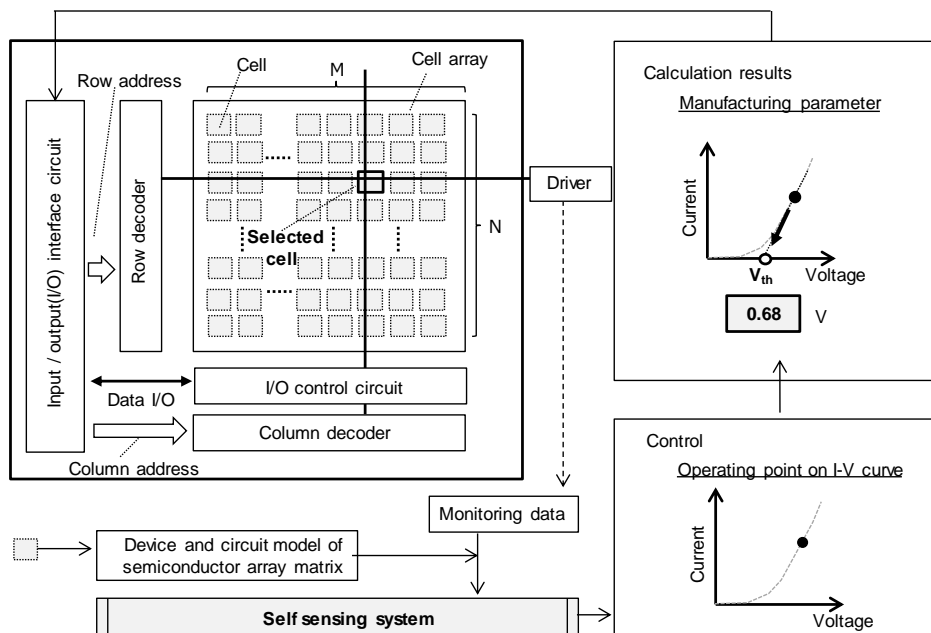 Cell
M
Cell array
Row address
Input / output(I/O) interface circuit
Row decoder
N
Selected
cell
Driver
I/O control circuit
Data I/O
Column decoder
Column address
Monitoring data
Device and circuit model of
semiconductor array matrix
Self sensing system
Calculation results
Manufacturing parameter
Current
Vth
Voltage
0.68
V
Control
Operating point on I-V curve
Current
Voltage